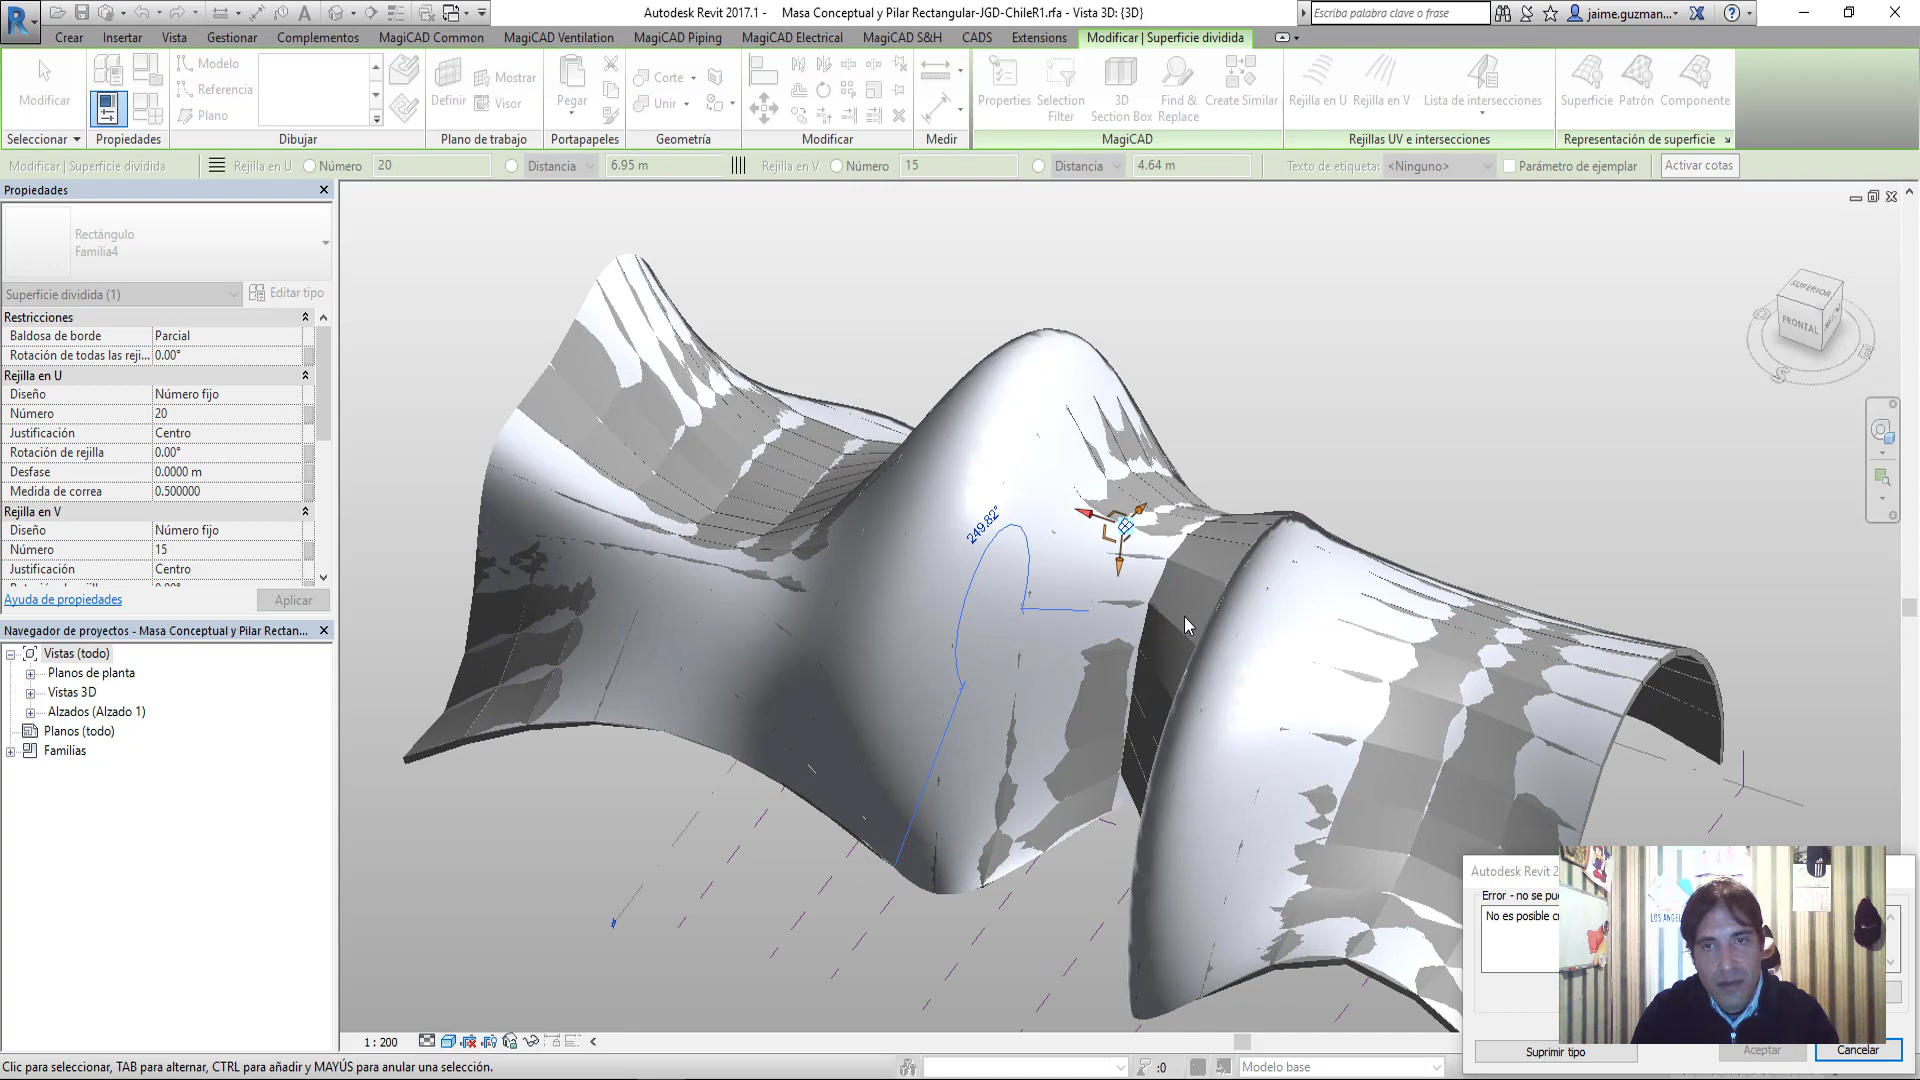 Autodesk Revit 2017.1 - Masa Conceptual y Pilar Rectangular-JGD-ChileR1.rfa - Vista 3D: {3D}
Escriba palabra clave o frase
jaime.guzman...
Crear Insertar Vista Gestionar Complementos MagiCAD Common MagiCAD Ventilation MagiCAD Piping MagiCAD Electrical MagiCAD S&H CADS Extensions Modificar | Superficie dividida
Modificar
Modelo
Referencia
Plano
Definir
Mostrar
Visor
Pegar
Corte
Unir
Properties
Selection Filter
3D Section Box
Find & Replace
Create Similar
Rejilla en U
Rejilla en V
Lista de intersecciones
Superficie
Patrón
Componente
Seleccionar Propiedades Dibujar Plano de trabajo Portapapeles Geometría Modificar Medir MagiCAD Rejillas UV e intersecciones Representación de superficie
Modificar | Superficie dividida Rejilla en U Número 20 Distancia 6.95 m Rejilla en V Número 15 Distancia 4.64 m Texto de etiqueta: <Ninguno> Parámetro de ejemplar Activar cotas
Propiedades
Rectángulo
Familia4
Superficie dividida (1) Editar tipo
Restricciones
Baldosa de borde Parcial
Rotación de todas las reji... 0.00°
Rejilla en U
Diseño Número fijo
Número 20
Justificación Centro
Rotación de rejilla 0.00°
Desfase 0.0000 m
Medida de correa 0.500000
Rejilla en V
Diseño Número fijo
Número 15
Justificación Centro
Ayuda de propiedades Aplicar
Navegador de proyectos - Masa Conceptual y Pilar Rectan...
Vistas (todo)
Planos de planta
Vistas 3D
Alzados (Alzado 1)
Planos (todo)
Familias
249.82°
SUPERIOR
FRONTAL
S
Autodesk Revit 2
Error - no se pue
No es posible cr
LOS ANGEL
Suprimir tipo Aceptar Cancelar
1 : 200
Clic para seleccionar, TAB para alternar, CTRL para añadir y MAYÚS para anular una selección.
:0
Modelo base